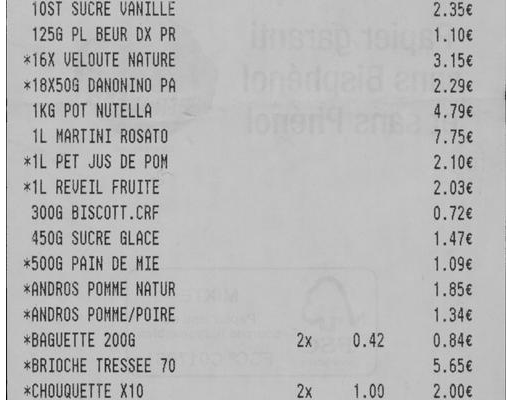 10ST SUCRE VANILLE 2.35€
125G PL BEUR DX PR 1.10€
*16X VELOUTE NATURE 3.15€
*18X50G DANONINO PA 2.29€
1KG POT NUTELLA 4.79€
1L MARTINI ROSATO 7.75€
*1L PET JUS DE POM 2.10€
*1L REVEIL FRUITE 2.03€
300G BISCOTT.CRF 0.72€
450G SUCRE GLACE 1.47€
*500G PAIN DE MIE 1.09€
*ANDROS POMME NATUR 1.85€
*ANDROS POMME/POIRE 1.34€
*BAGUETTE 200G 2x 0.42 0.84€
*BRIOCHE TRESSEE 70 5.65€
*CHOUQUETTE X10 2x 1.00 2.00€
papier garanti
sans Bisphénol
et sans Phénol